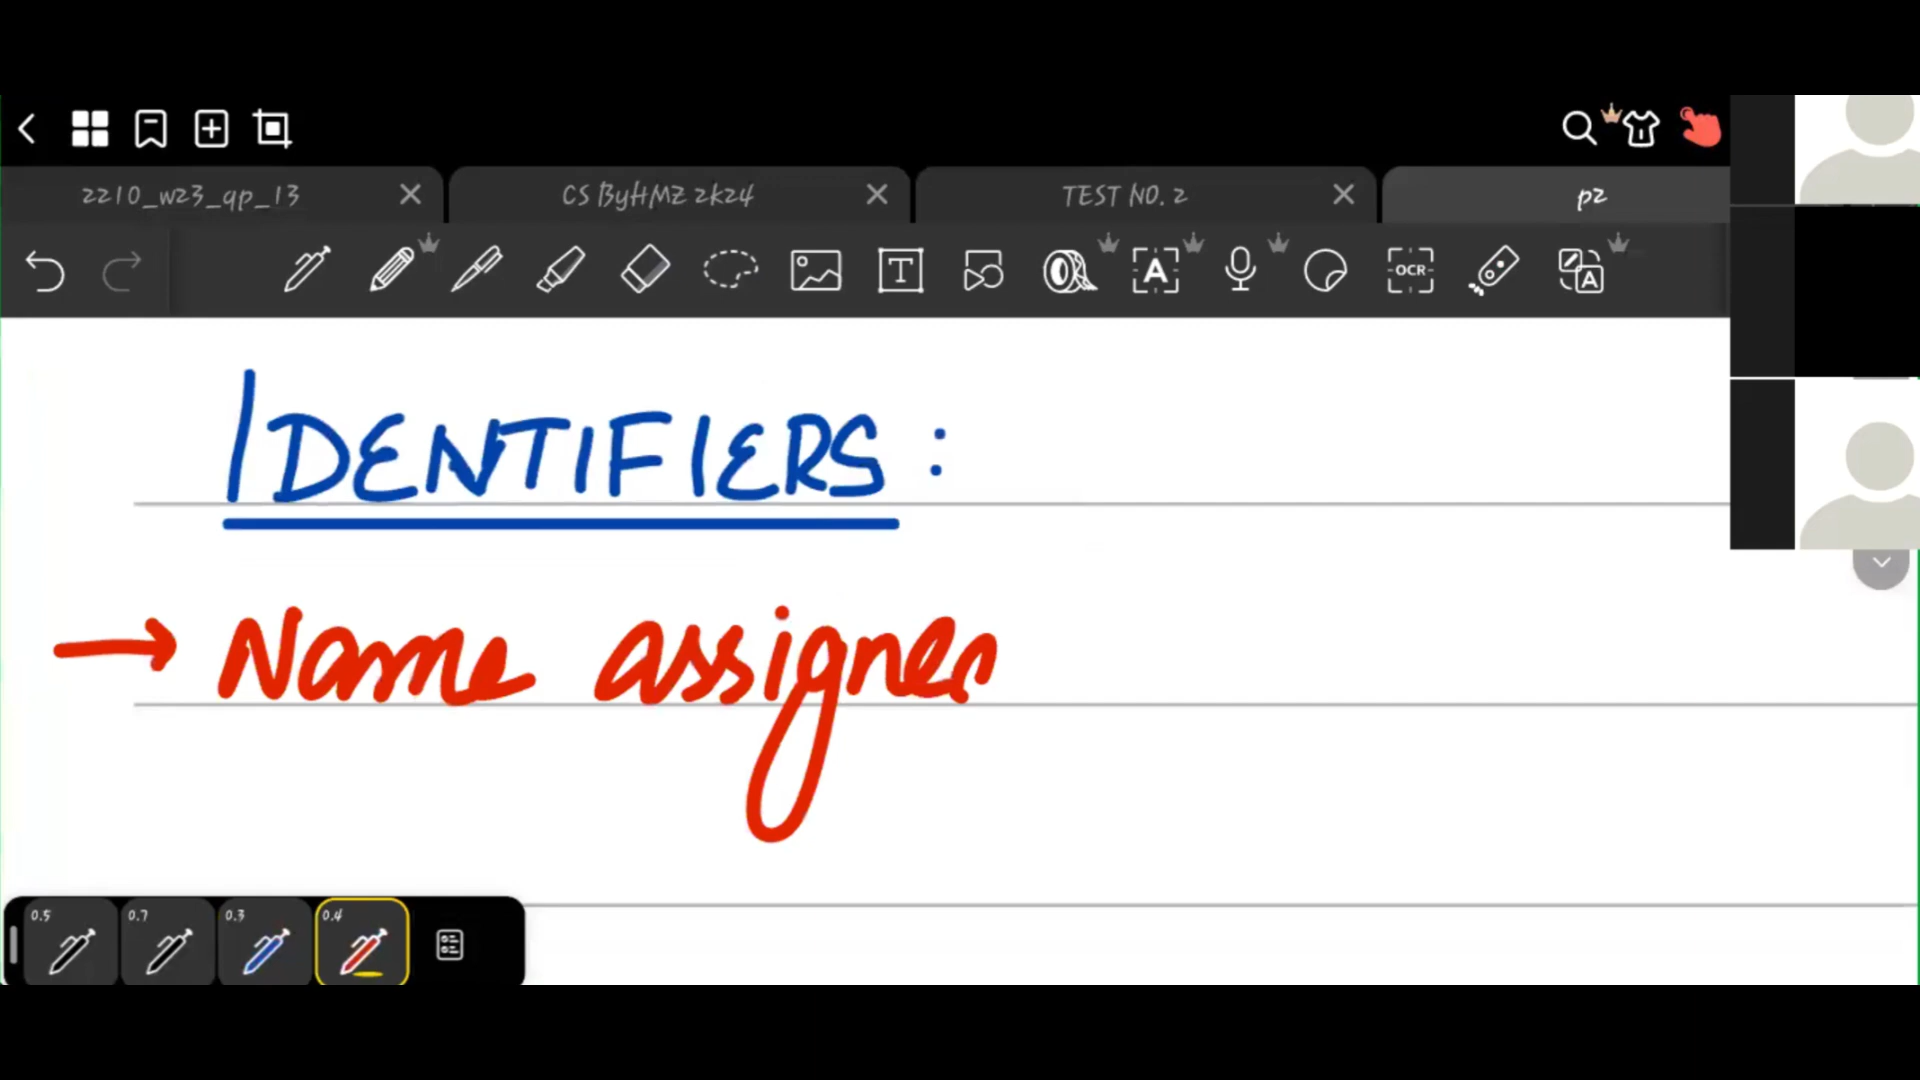 2210_w23_qp_13
CS ByHMZ 2k24
TEST NO. 2
p2
T
A
OCR
A
IDENTIFIERS :
→ Name assigned
0.5
0.7
0.3
0.4